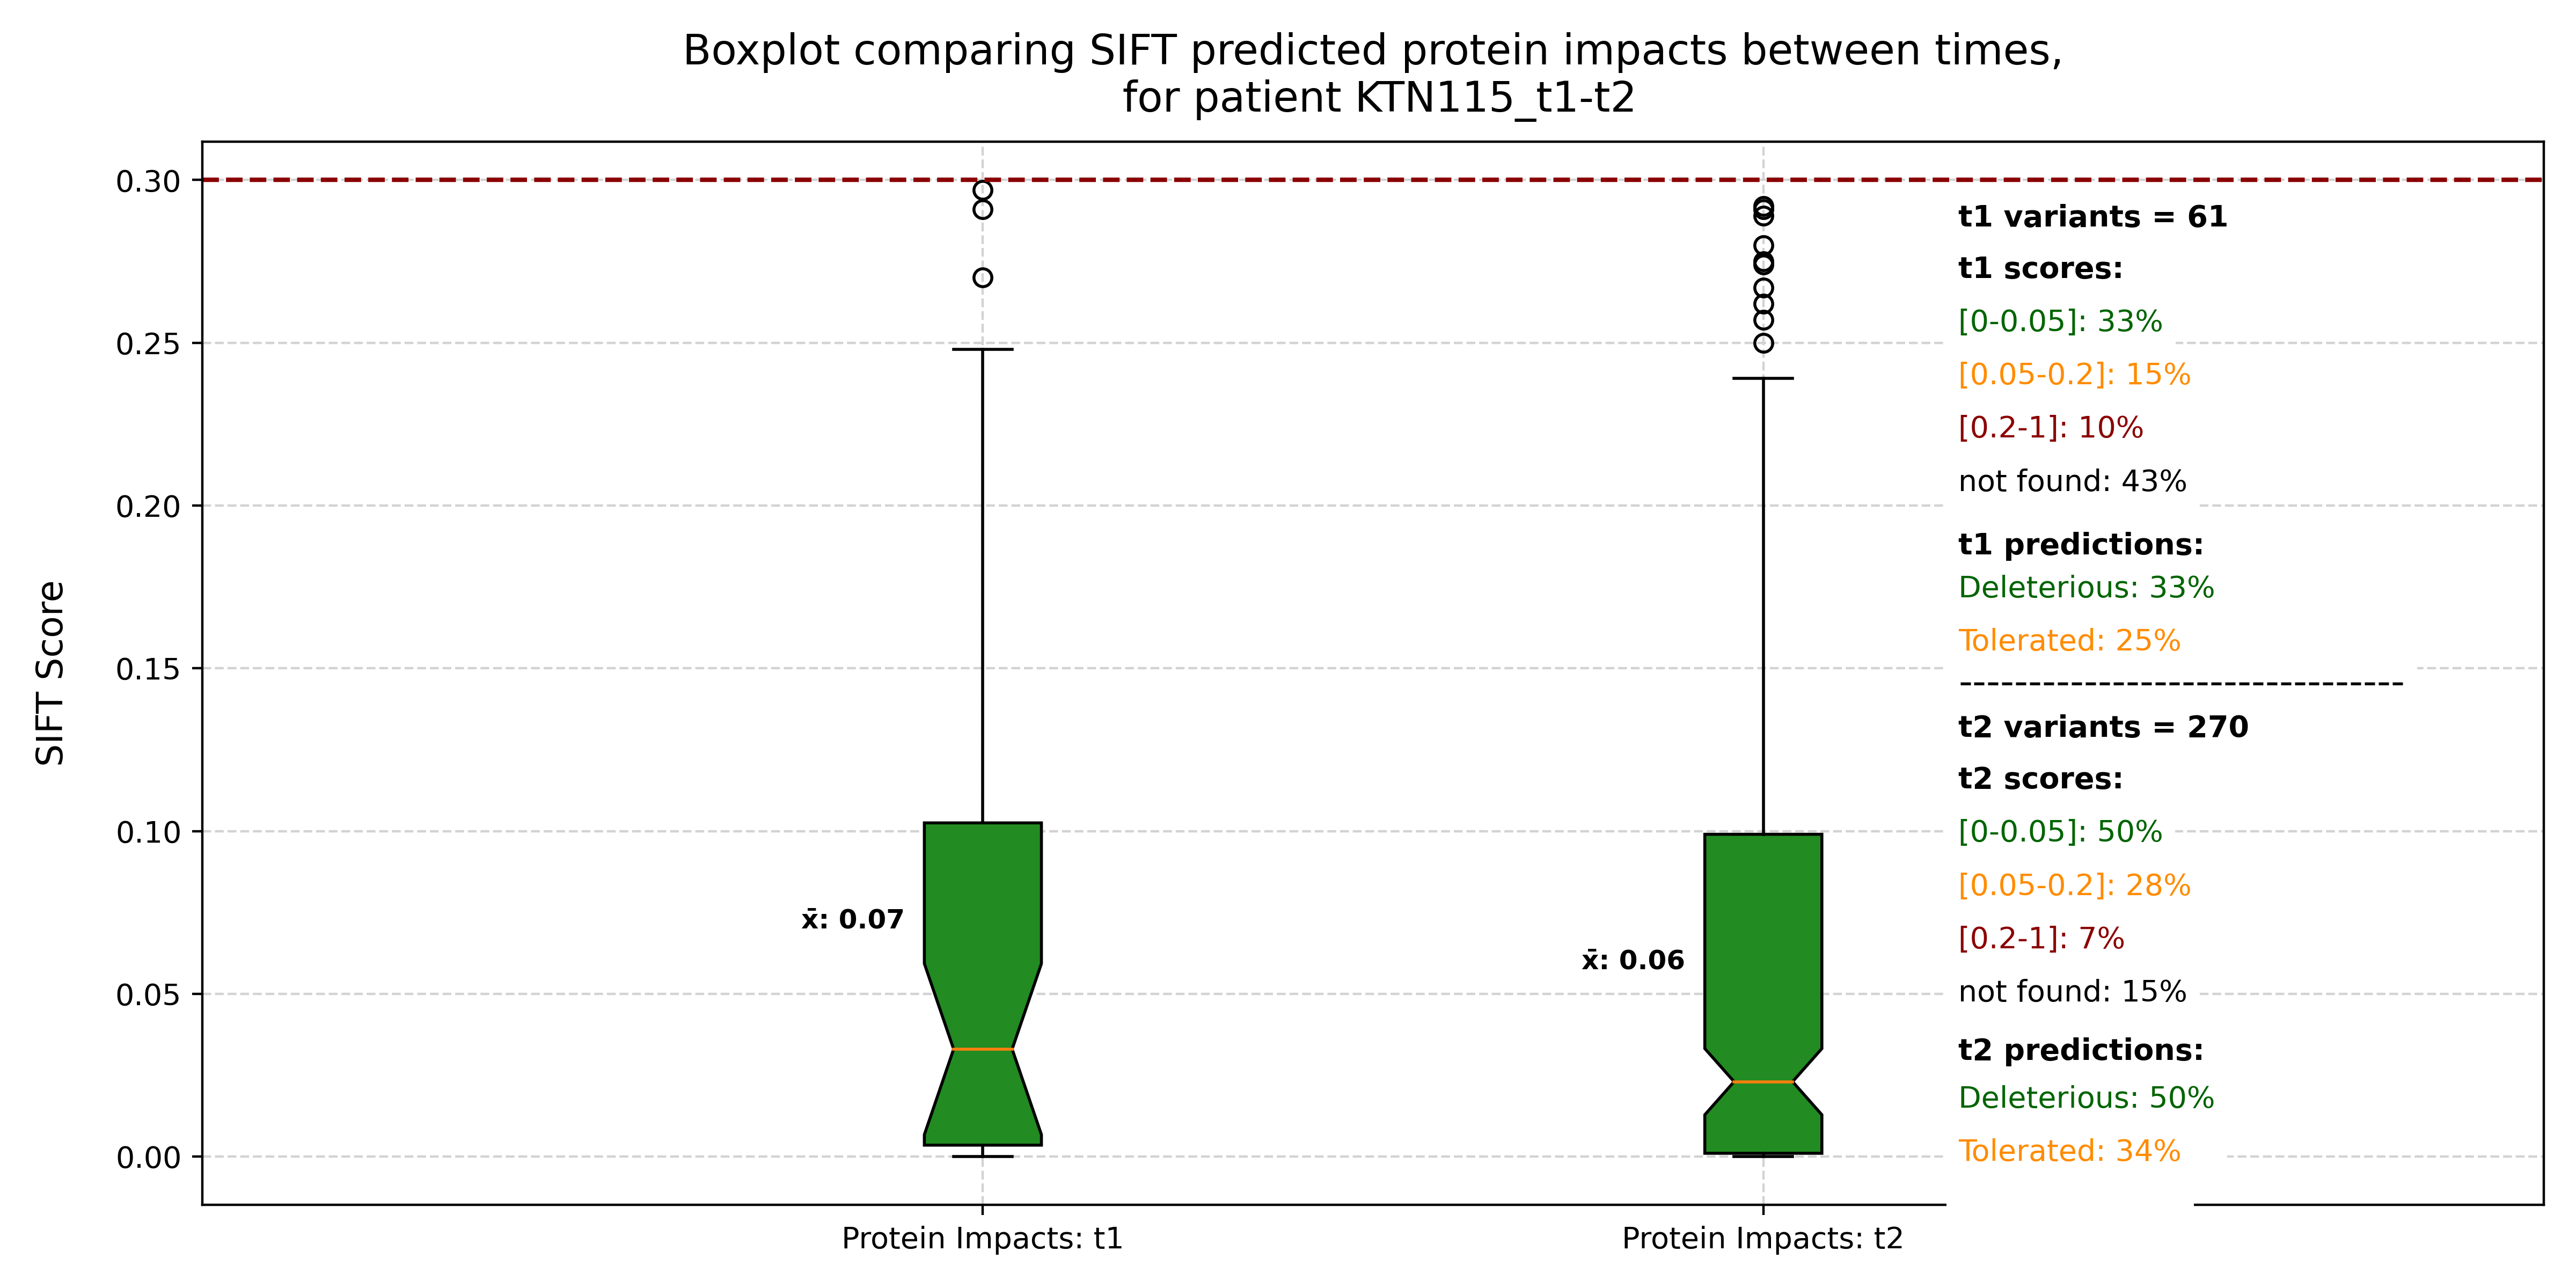 Boxplot comparing SIFT predicted protein impacts between times,
for patient KTN115_t1-t2
SIFT Score
0.30
0.25
0.20
0.15
0.10
0.05
0.00
x̄: 0.07
x̄: 0.06
t1 variants = 61
t1 scores:
[0-0.05]: 33%
[0.05-0.2]: 15%
[0.2-1]: 10%
not found: 43%
t1 predictions:
Deleterious: 33%
Tolerated: 25%
--------------------------------
t2 variants = 270
t2 scores:
[0-0.05]: 50%
[0.05-0.2]: 28%
[0.2-1]: 7%
not found: 15%
t2 predictions:
Deleterious: 50%
Tolerated: 34%
Protein Impacts: t1
Protein Impacts: t2